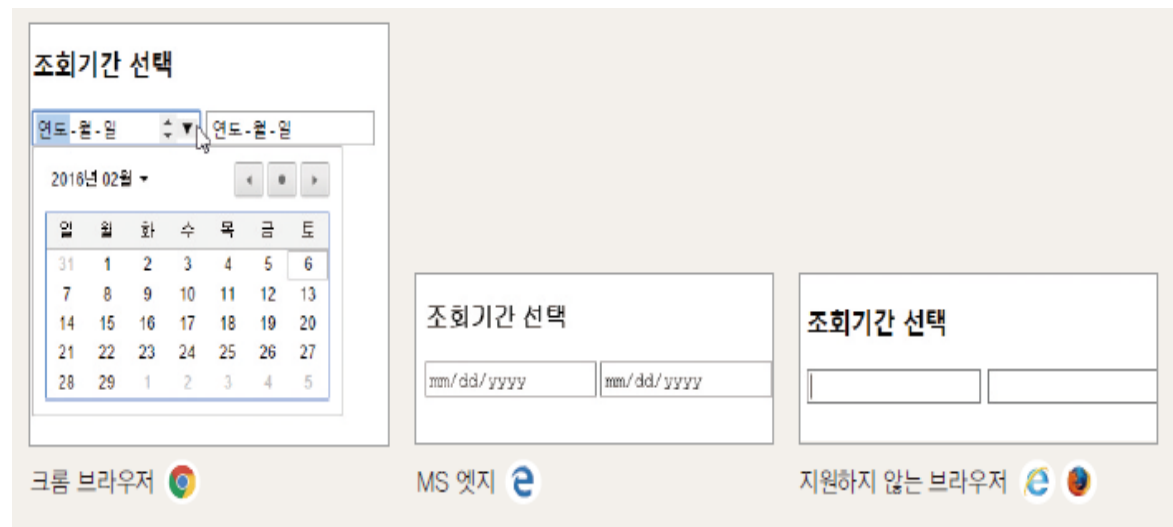 조회기간 선택
연도-월-일 연도-월-일
2016년 02월
일 월 화 수 목 금 토
31 1 2 3 4 5 6
7 8 9 10 11 12 13
14 15 16 17 18 19 20
21 22 23 24 25 26 27
28 29 1 2 3 4 5
크롬 브라우저
조회기간 선택
mm/dd/yyyy mm/dd/yyyy
MS 엣지
조회기간 선택
지원하지 않는 브라우저